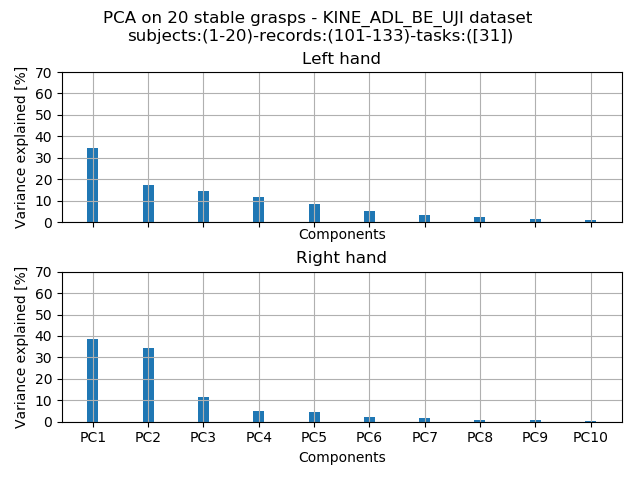 PCA on 20 stable grasps - KINE_ADL_BE_UJI dataset
subjects:(1-20)-records:(101-133)-tasks:([31])
Left hand
Variance explained [%]
70
60
50
40
30
20
10
0
Components
Right hand
Variance explained [%]
70
60
50
40
30
20
10
0
PC1 PC2 PC3 PC4 PC5 PC6 PC7 PC8 PC9 PC10
Components